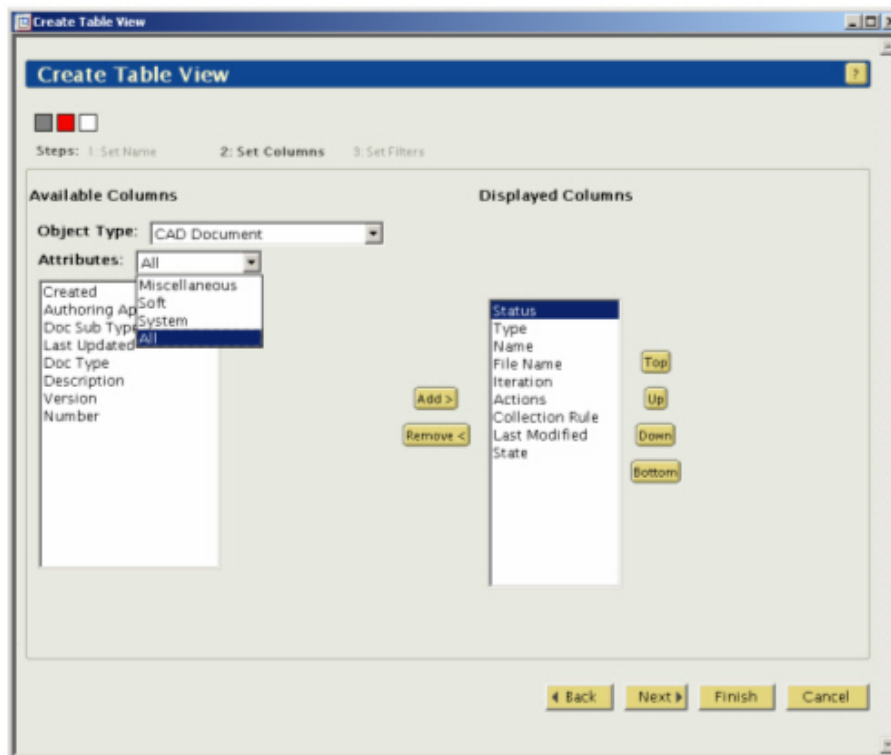 Create Table View
Create Table View
?
Steps: 1: Set Name 2: Set Columns 3: Set Filters
Available Columns
Displayed Columns
Object Type: CAD Document
Attributes: All
Miscellaneous
Soft
System
All
Created
Authoring Ap
Doc Sub Type
Last Updated
Doc Type
Description
Version
Number
Add >
Remove <
Status
Type
Name
File Name
Iteration
Actions
Collection Rule
Last Modified
State
Top
Up
Down
Bottom
Back Next Finish Cancel